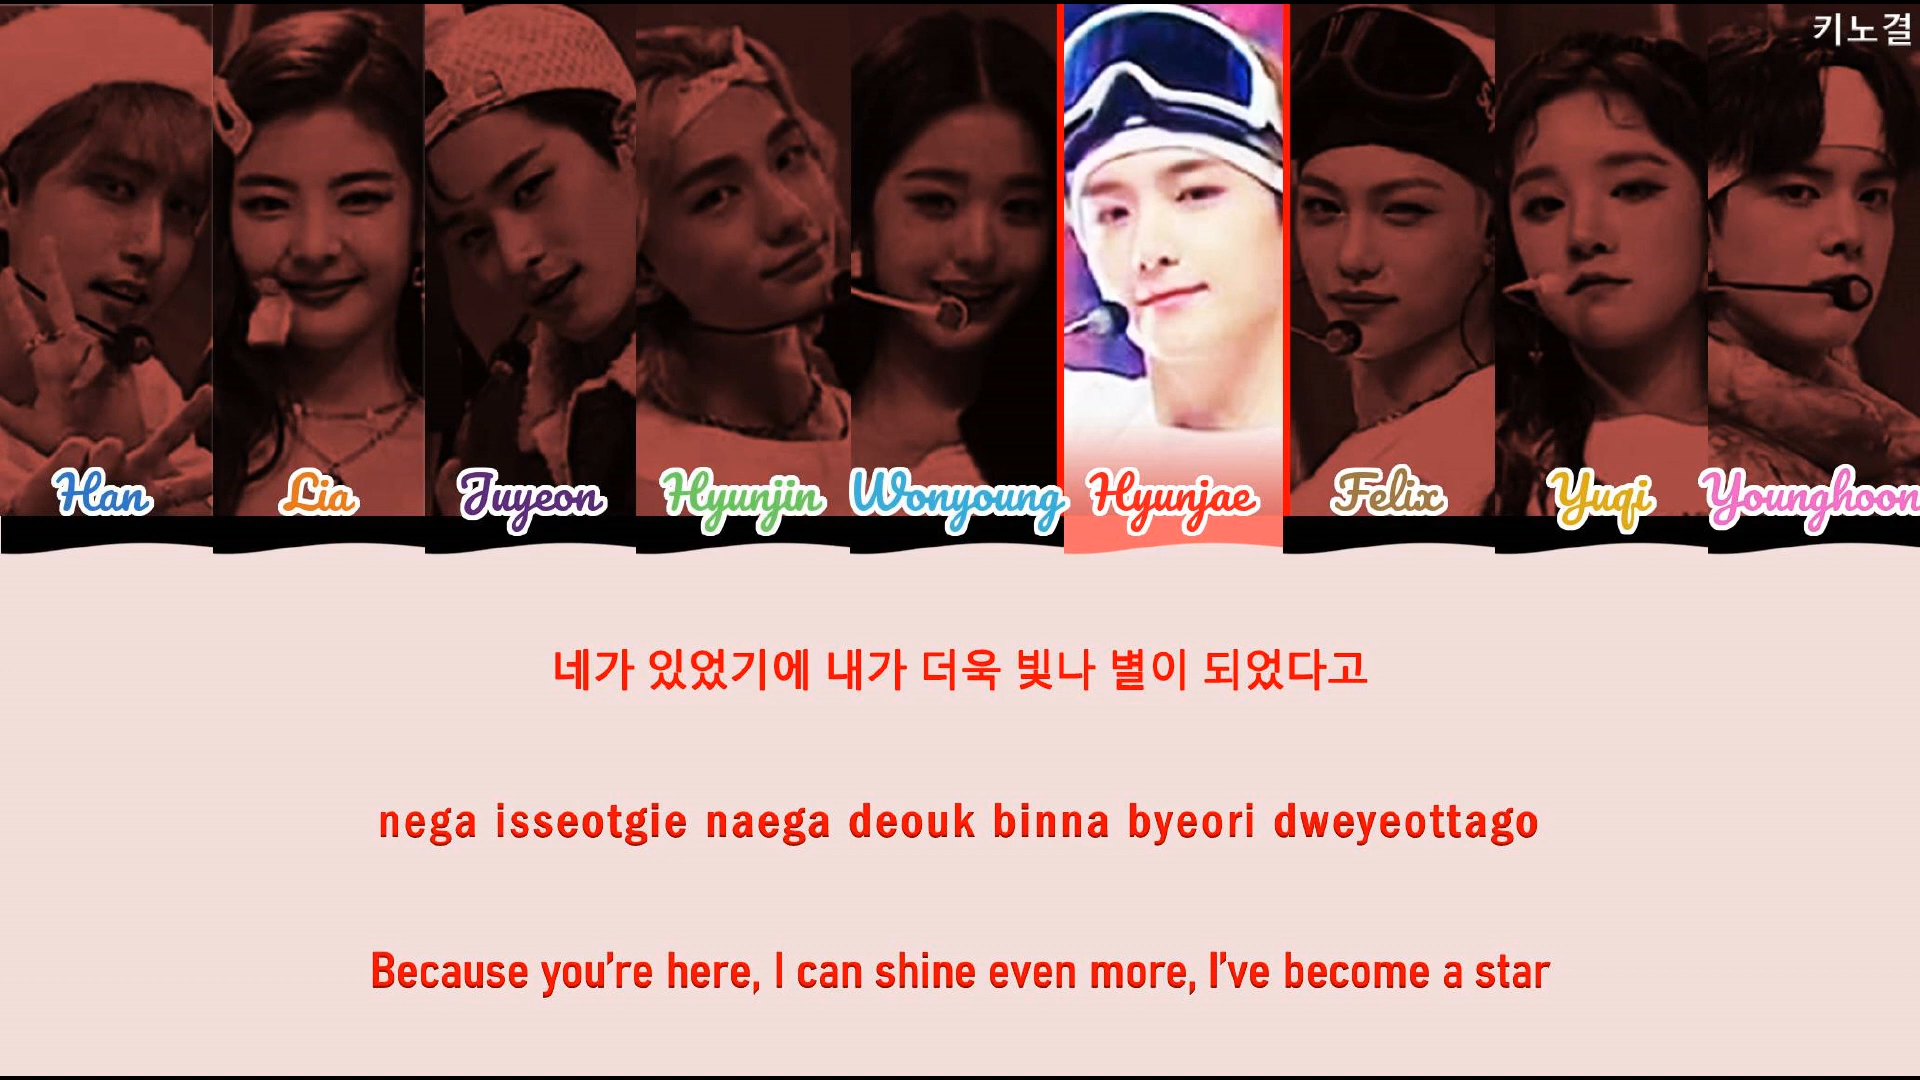 키노결
Han Lia Juyeon Hyunjin Wonyoung Hyunjae Felix Yuqi Younghoon
네가 있었기에 내가 더욱 빛나 별이 되었다고
nega isseotgie naega deouk binna byeori dweyeottago
Because you're here, I can shine even more, I've become a star